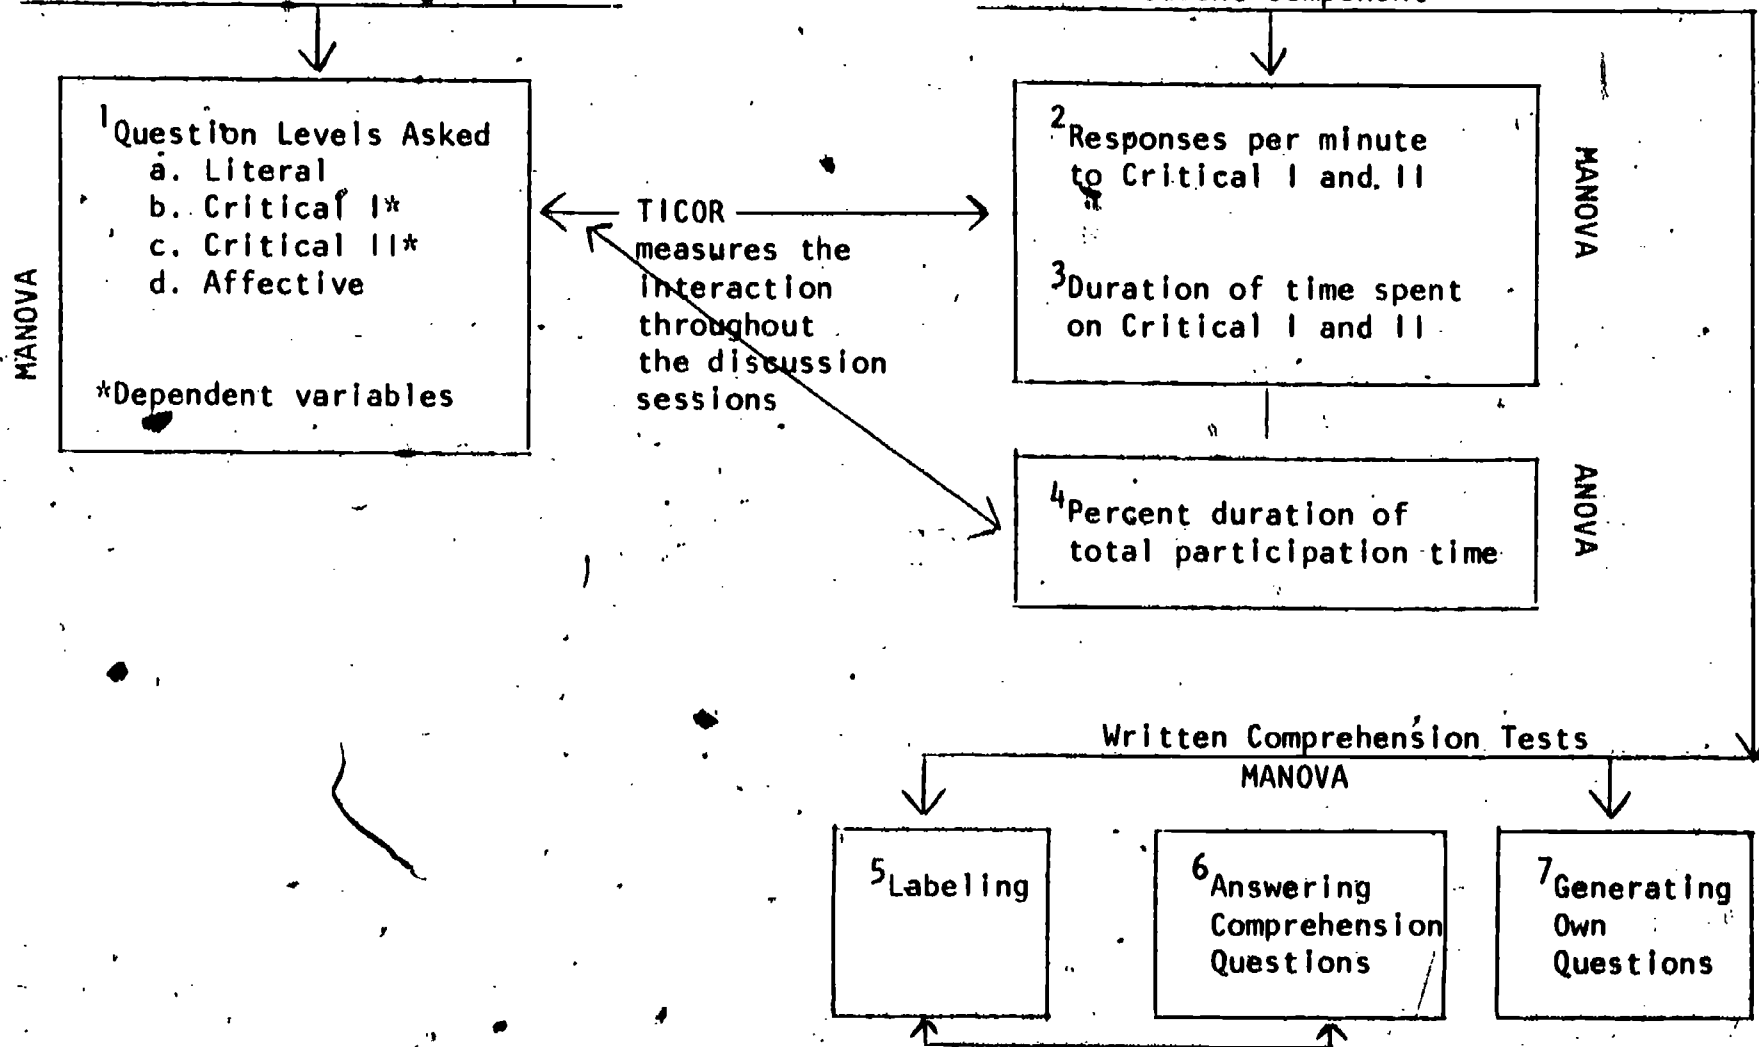 1Question Levels Asked
a. Literal
b. Critical I*
c. Critical II*
d. Affective
*Dependent variables
MANOVA
TICOR
measures the
interaction
throughout
the discussion
sessions
2Responses per minute
to Critical I and II
3Duration of time spent
on Critical I and II
MANOVA
4Percent duration of
total participation time
ANOVA
Written Comprehension Tests
MANOVA
5Labeling
6Answering
Comprehension
Questions
7Generating
Own
Questions